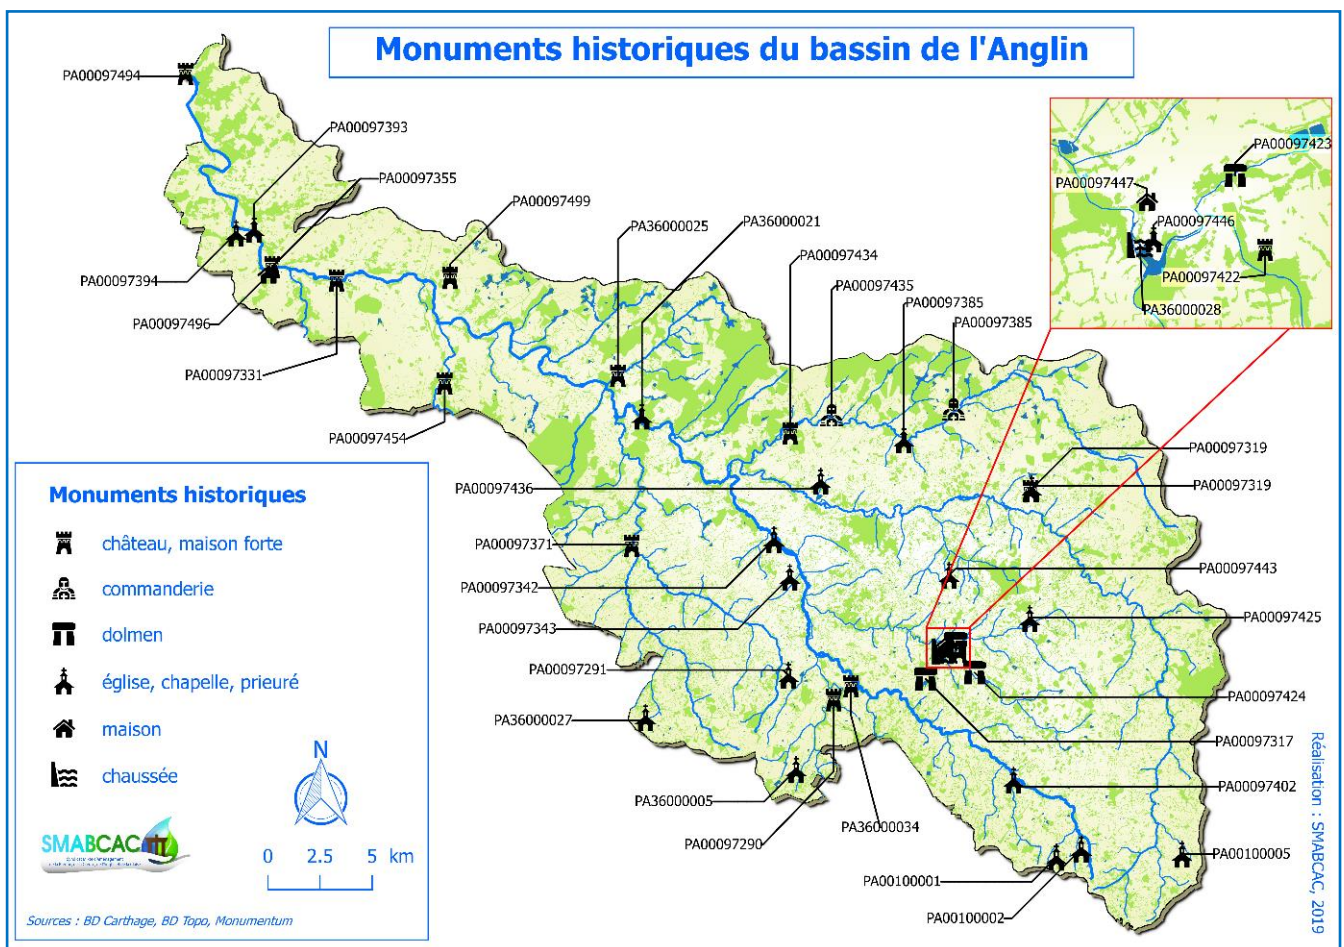 Monuments historiques du bassin de l'Anglin
PA00097494
PA00097393
PA00097355
PA00097499
PA36000025
PA36000021
PA00097434
PA00097435
PA00097385
PA00097385
PA00097423
PA00097447
PA00097446
PA00097422
PA36000028
PA00097394
PA00097496
PA00097331
PA00097454
PA00097436
PA00097319
PA00097319
PA00097371
PA00097342
PA00097443
PA00097343
PA00097425
PA00097291
PA00097424
PA36000027
PA00097317
PA00097402
PA36000005
PA36000034
PA00097290
PA00100005
PA00100001
PA00100002
Monuments historiques
château, maison forte
commanderie
dolmen
église, chapelle, prieuré
maison
chaussée
N
SMABCAC
0 2.5 5 km
Sources : BD Carthage, BD Topo, Monumentum
Réalisation : SMABCAC, 2019